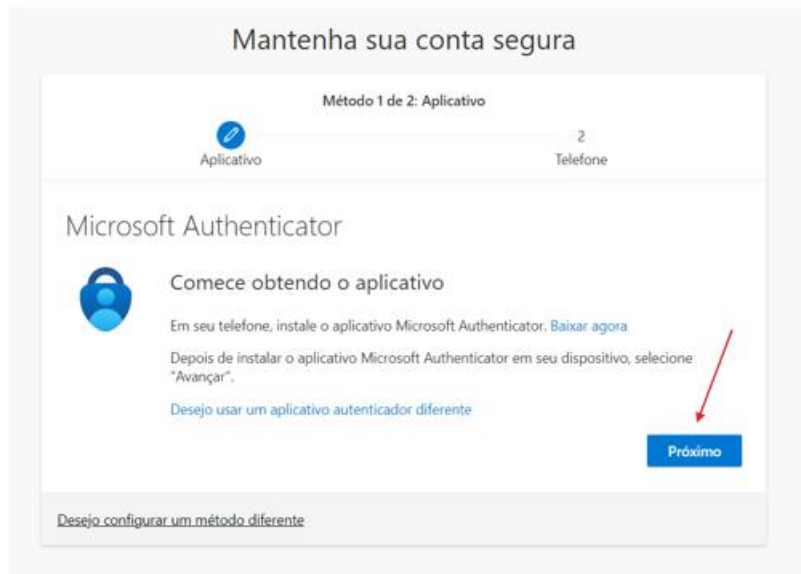 Mantenha sua conta segura
Método 1 de 2: Aplicativo
2
Aplicativo
Telefone
Microsoft Authenticator
Comece obtendo o aplicativo
Em seu telefone, instale o aplicativo Microsoft Authenticator. Baixar agora
Depois de instalar o aplicativo Microsoft Authenticator em seu dispositivo, selecione
"Avançar".
Desejo usar um aplicativo autenticador diferente
Próximo
Desejo configurar um método diferente